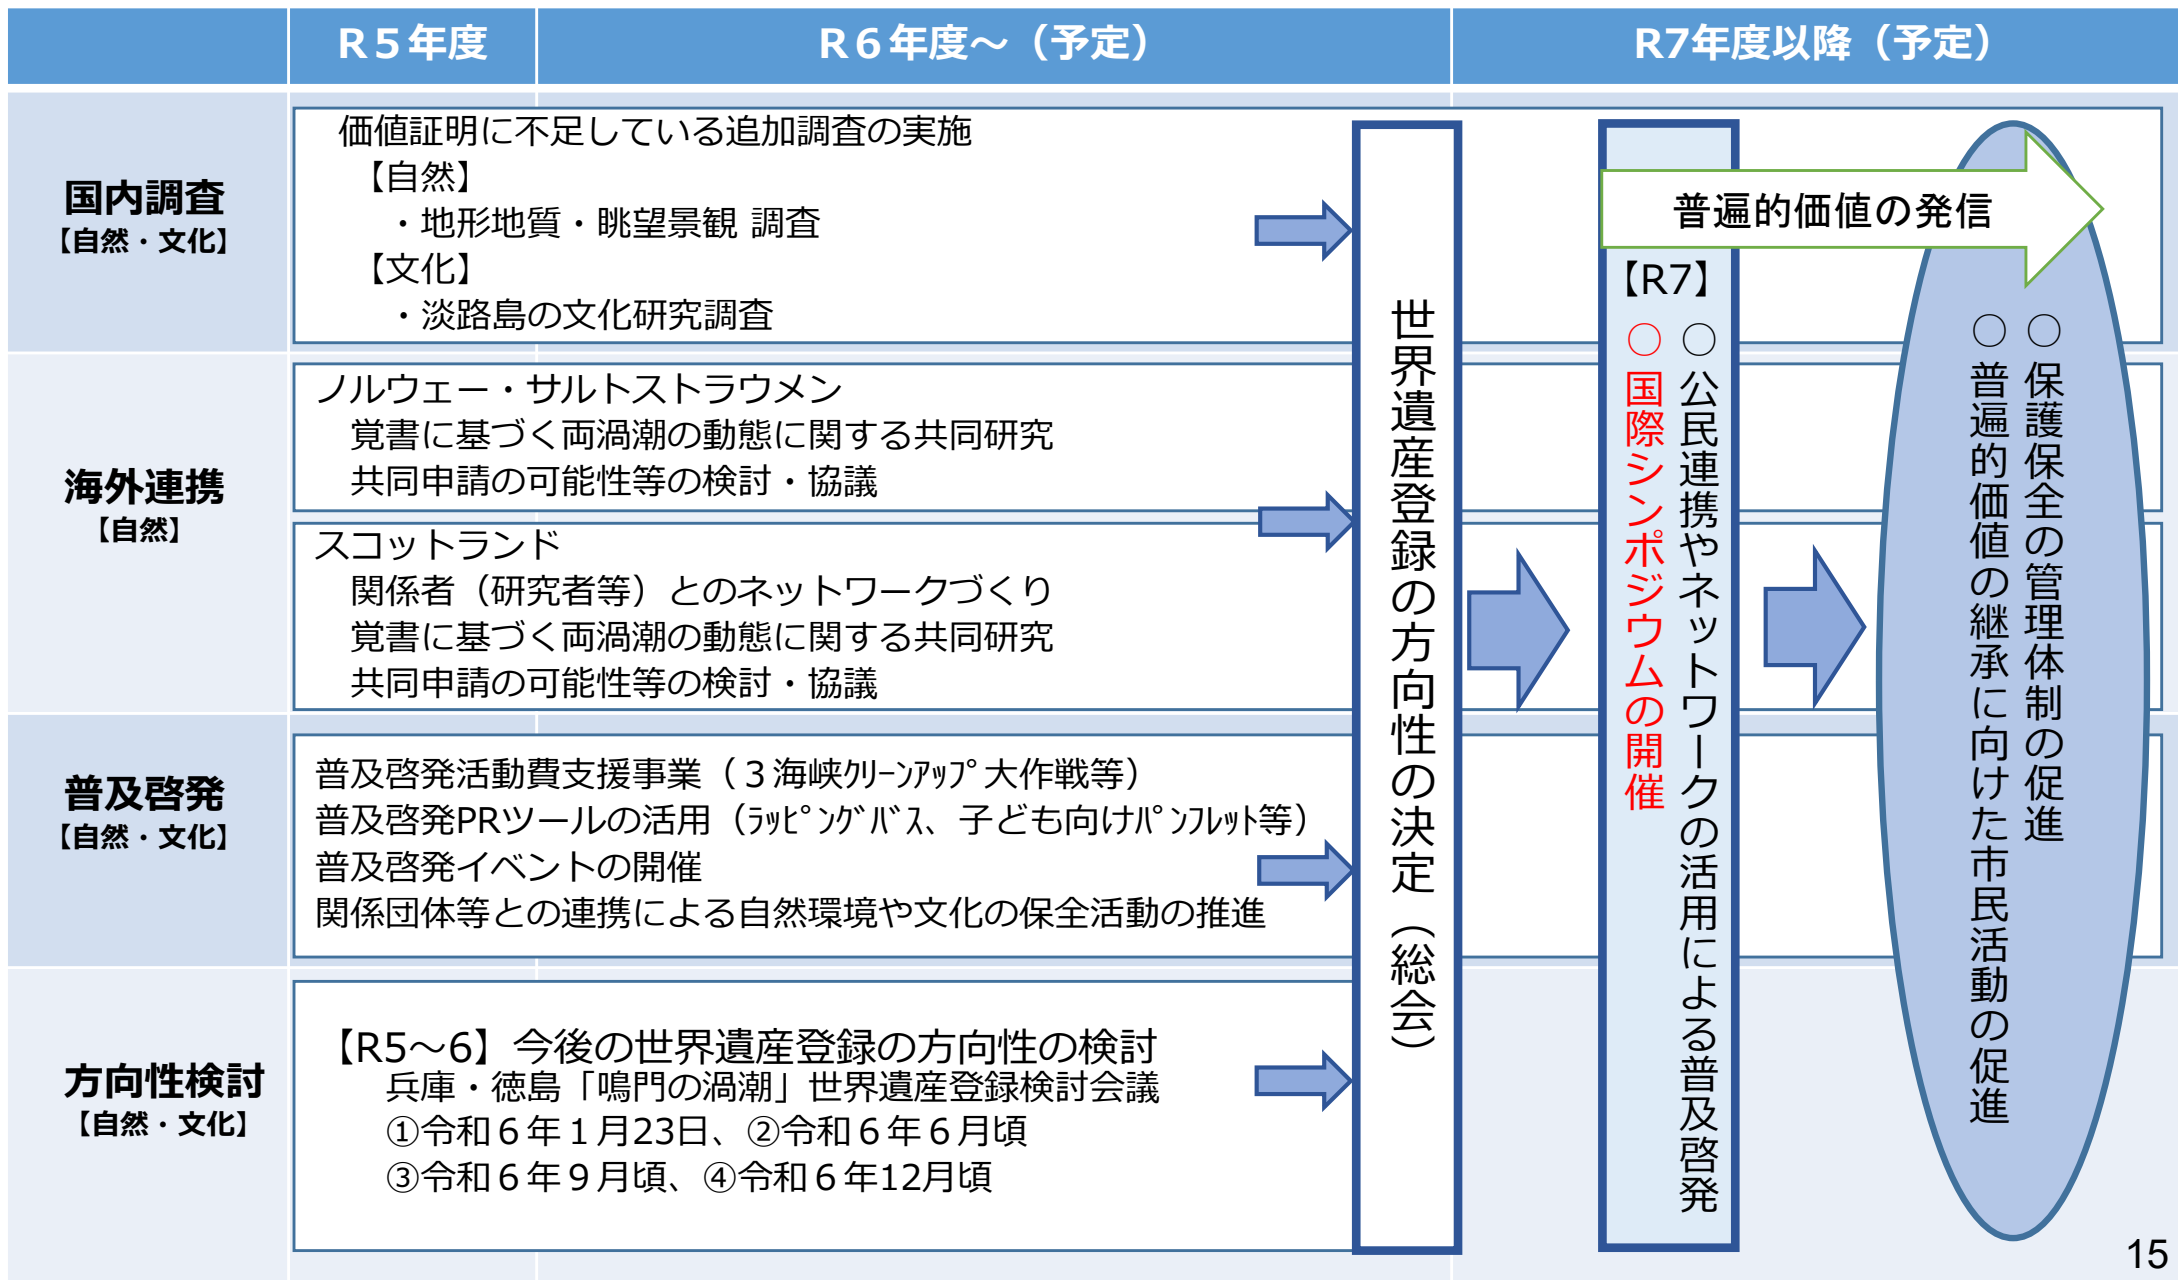 R５年度
R６年度～（予定）
R7年度以降（予定）
国内調査
【自然・文化】
価値証明に不足している追加調査の実施
【自然】
・地形地質・眺望景観 調査
【文化】
・淡路島の文化研究調査
海外連携
【自然】
ノルウェー・サルトストラウメン
覚書に基づく両渦潮の動態に関する共同研究
共同申請の可能性等の検討・協議
スコットランド
関係者（研究者等）とのネットワークづくり
覚書に基づく両渦潮の動態に関する共同研究
共同申請の可能性等の検討・協議
普及啓発
【自然・文化】
普及啓発活動費支援事業（３海峡ｸﾘｰﾝｱｯﾌﾟ大作戦等）
普及啓発PRツールの活用（ﾗｯﾋﾟﾝｸﾞﾊﾞｽ、子ども向けﾊﾟﾝﾌﾚｯﾄ等）
普及啓発イベントの開催
関係団体等との連携による自然環境や文化の保全活動の推進
方向性検討
【自然・文化】
【R5～6】今後の世界遺産登録の方向性の検討
兵庫・徳島「鳴門の渦潮」世界遺産登録検討会議
①令和６年１月23日、②令和６年６月頃
③令和６年９月頃、④令和６年12月頃
世界遺産登録の方向性の決定（総会）
普遍的価値の発信
【R7】
○公民連携やネットワークの活用による普及啓発
○国際シンポジウムの開催
○保護保全の管理体制の促進
○普遍的価値の継承に向けた市民活動の促進
15